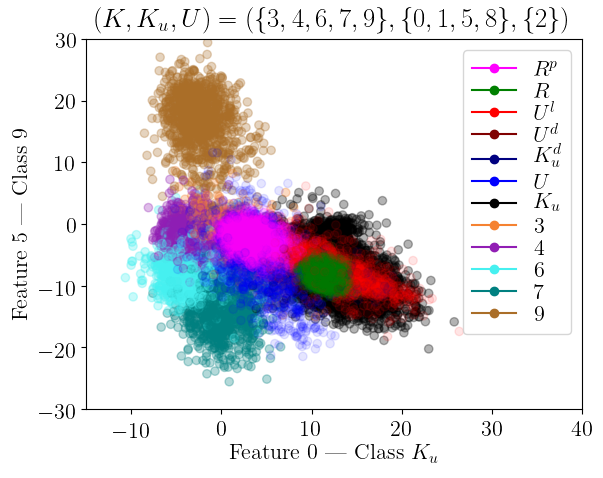 (K, K_u, U) = ({3, 4, 6, 7, 9}, {0, 1, 5, 8}, {2})
30
20
10
0
−10
−20
−30
Feature 5 — Class 9
R^p
R
U^l
U^d
K_u^d
U
K_u
3
4
6
7
9
−10
0
10
20
30
40
Feature 0 — Class K_u